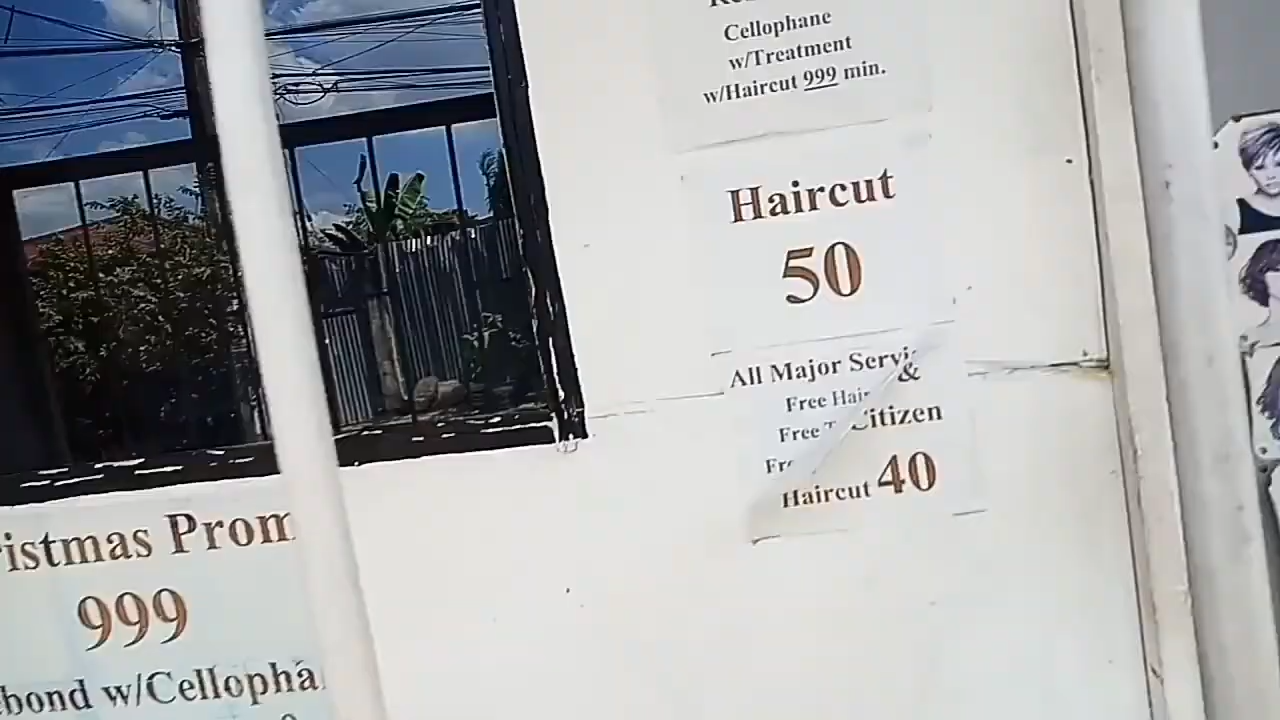 Cellophane
w/Treatment
w/Haircut 999 min.
Haircut
50
All Major Servi
&
Free Hair
Free T
Citizen
Fre
Haircut 40
istmas Prom
999
bond w/Cellopha